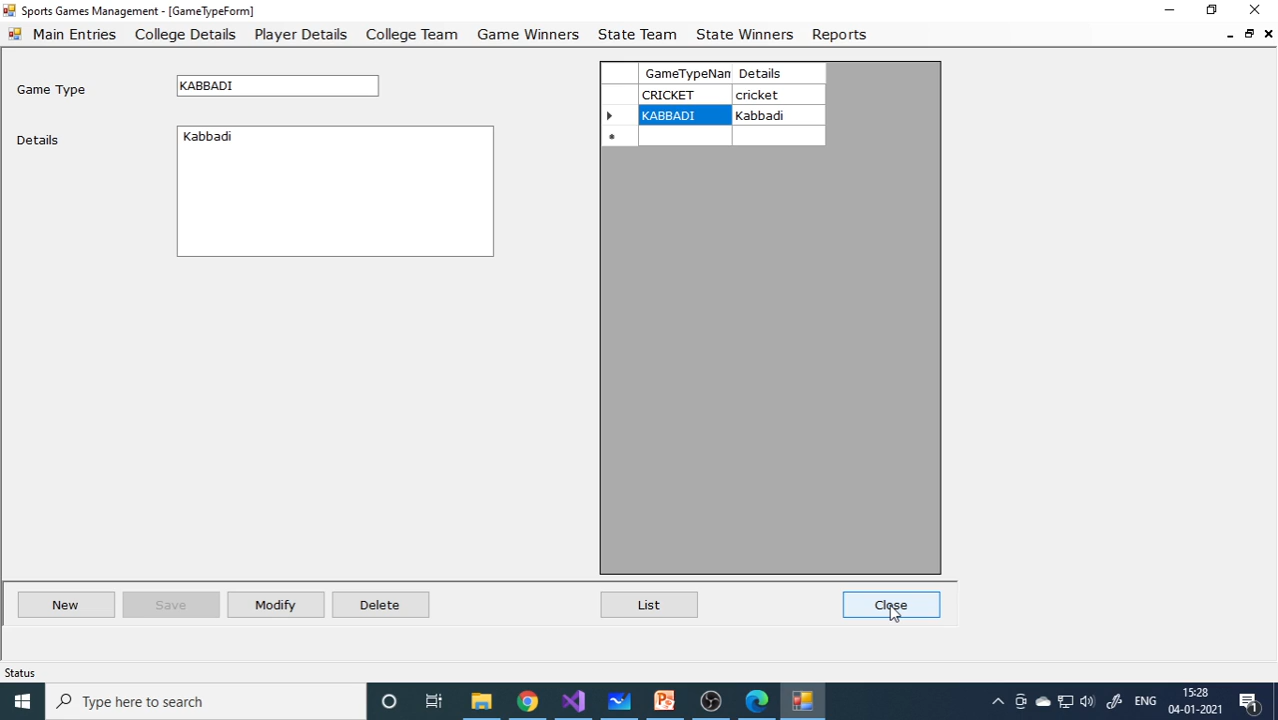 Sports Games Management - [GameTypeForm]
Main Entries College Details Player Details College Team Game Winners State Team State Winners Reports
Game Type KABBADI
Details Kabbadi
GameTypeNam Details
CRICKET cricket
KABBADI Kabbadi
New Save Modify Delete List Close
Status
Type here to search
ENG
15:28
04-01-2021
1